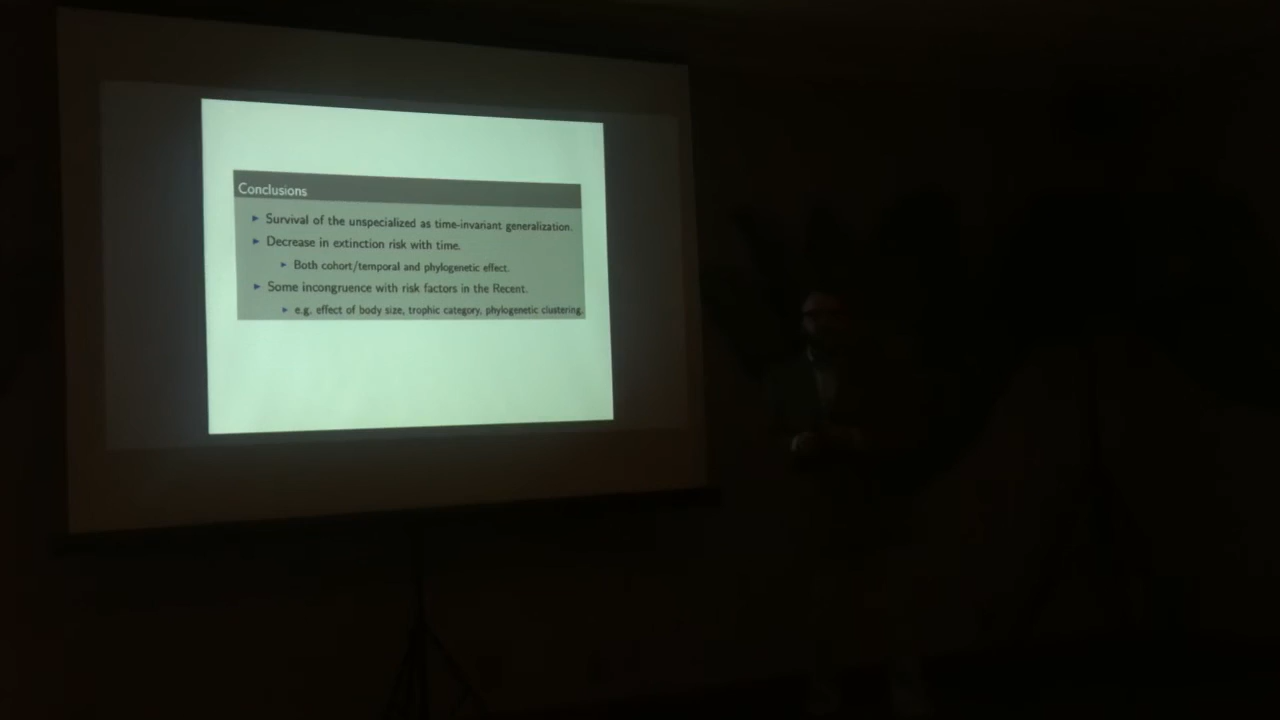 Conclusions
Survival of the unspecialized as time-invariant generalization.
Decrease in extinction risk with time.
Both cohort/temporal and phylogenetic effect.
Some incongruence with risk factors in the Recent.
e.g. effect of body size, trophic category, phylogenetic clustering.